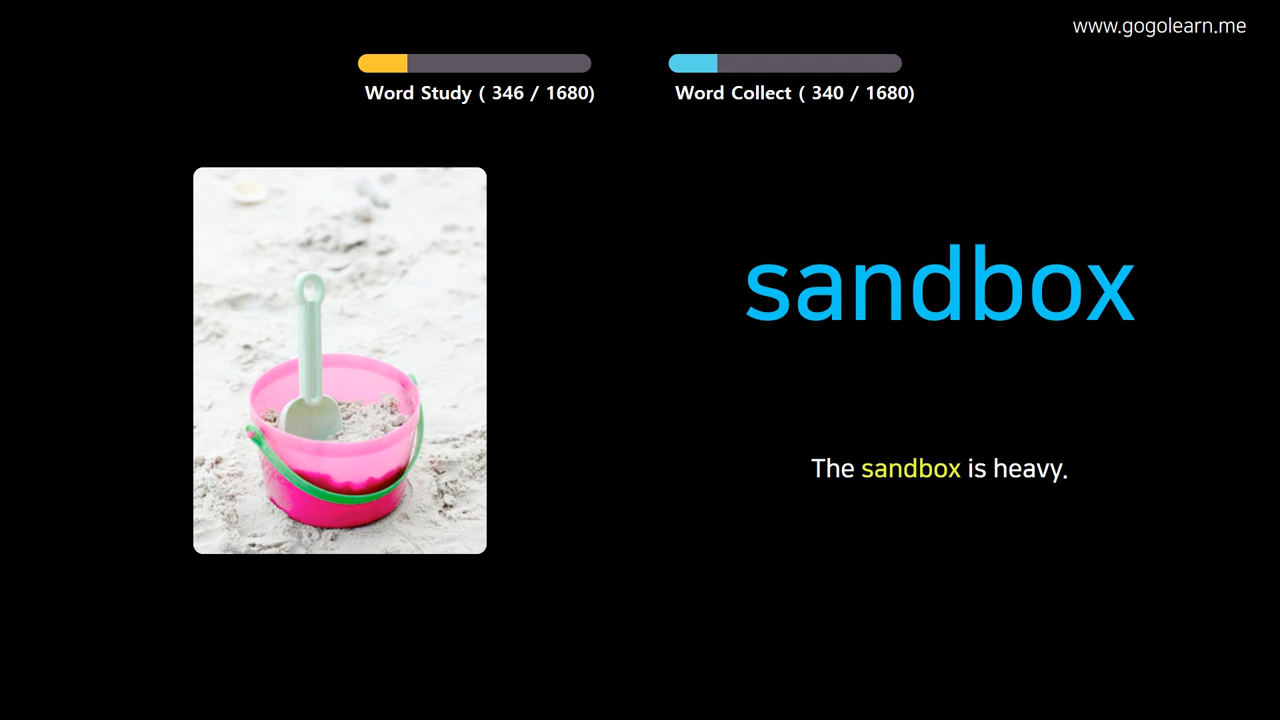 www.gogolearn.me
Word Study ( 346 / 1680)
Word Collect ( 340 / 1680)
sandbox
The sandbox is heavy.